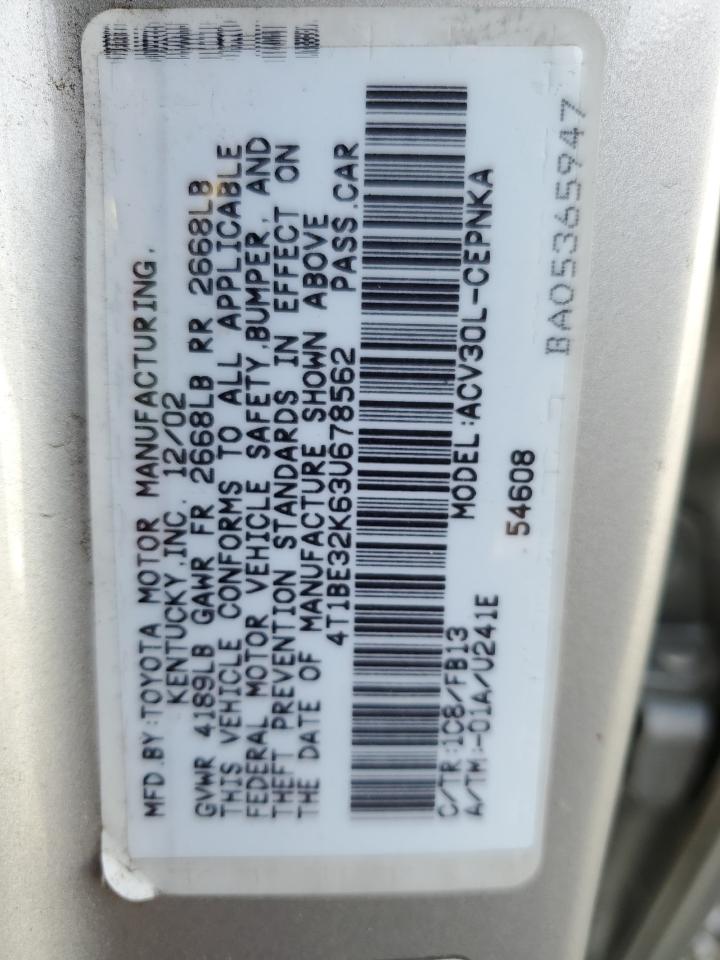 MFD.BY:TOYOTA MOTOR MANUFACTURING,
KENTUCKY,INC. 12/02
GVWR 4189LB GAWR FR 2668LB RR 2668LB
THIS VEHICLE CONFORMS TO ALL APPLICABLE
FEDERAL MOTOR VEHICLE SAFETY,BUMPER, AND
THEFT PREVENTION STANDARDS IN EFFECT ON
THE DATE OF MANUFACTURE SHOWN ABOVE
4T1BE32K63U678562 PASS.CAR
C/TR:1C8/FB13 MODEL:ACV30L-CEPNKA
A/TM:-01A/U241E
54608
BA05365947